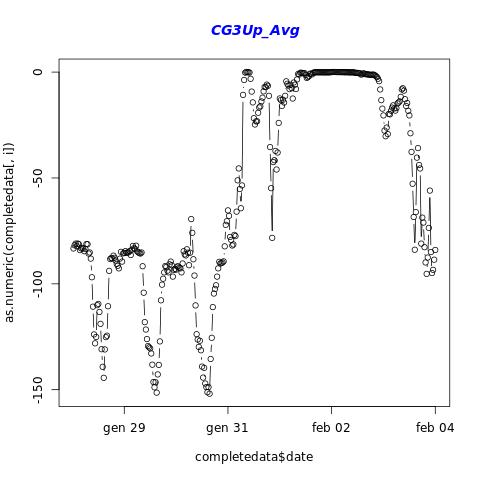 CG3Up_Avg
as.numeric(completedata[, i])
0
-50
-100
-150
gen 29
gen 31
feb 02
feb 04
completedata$date